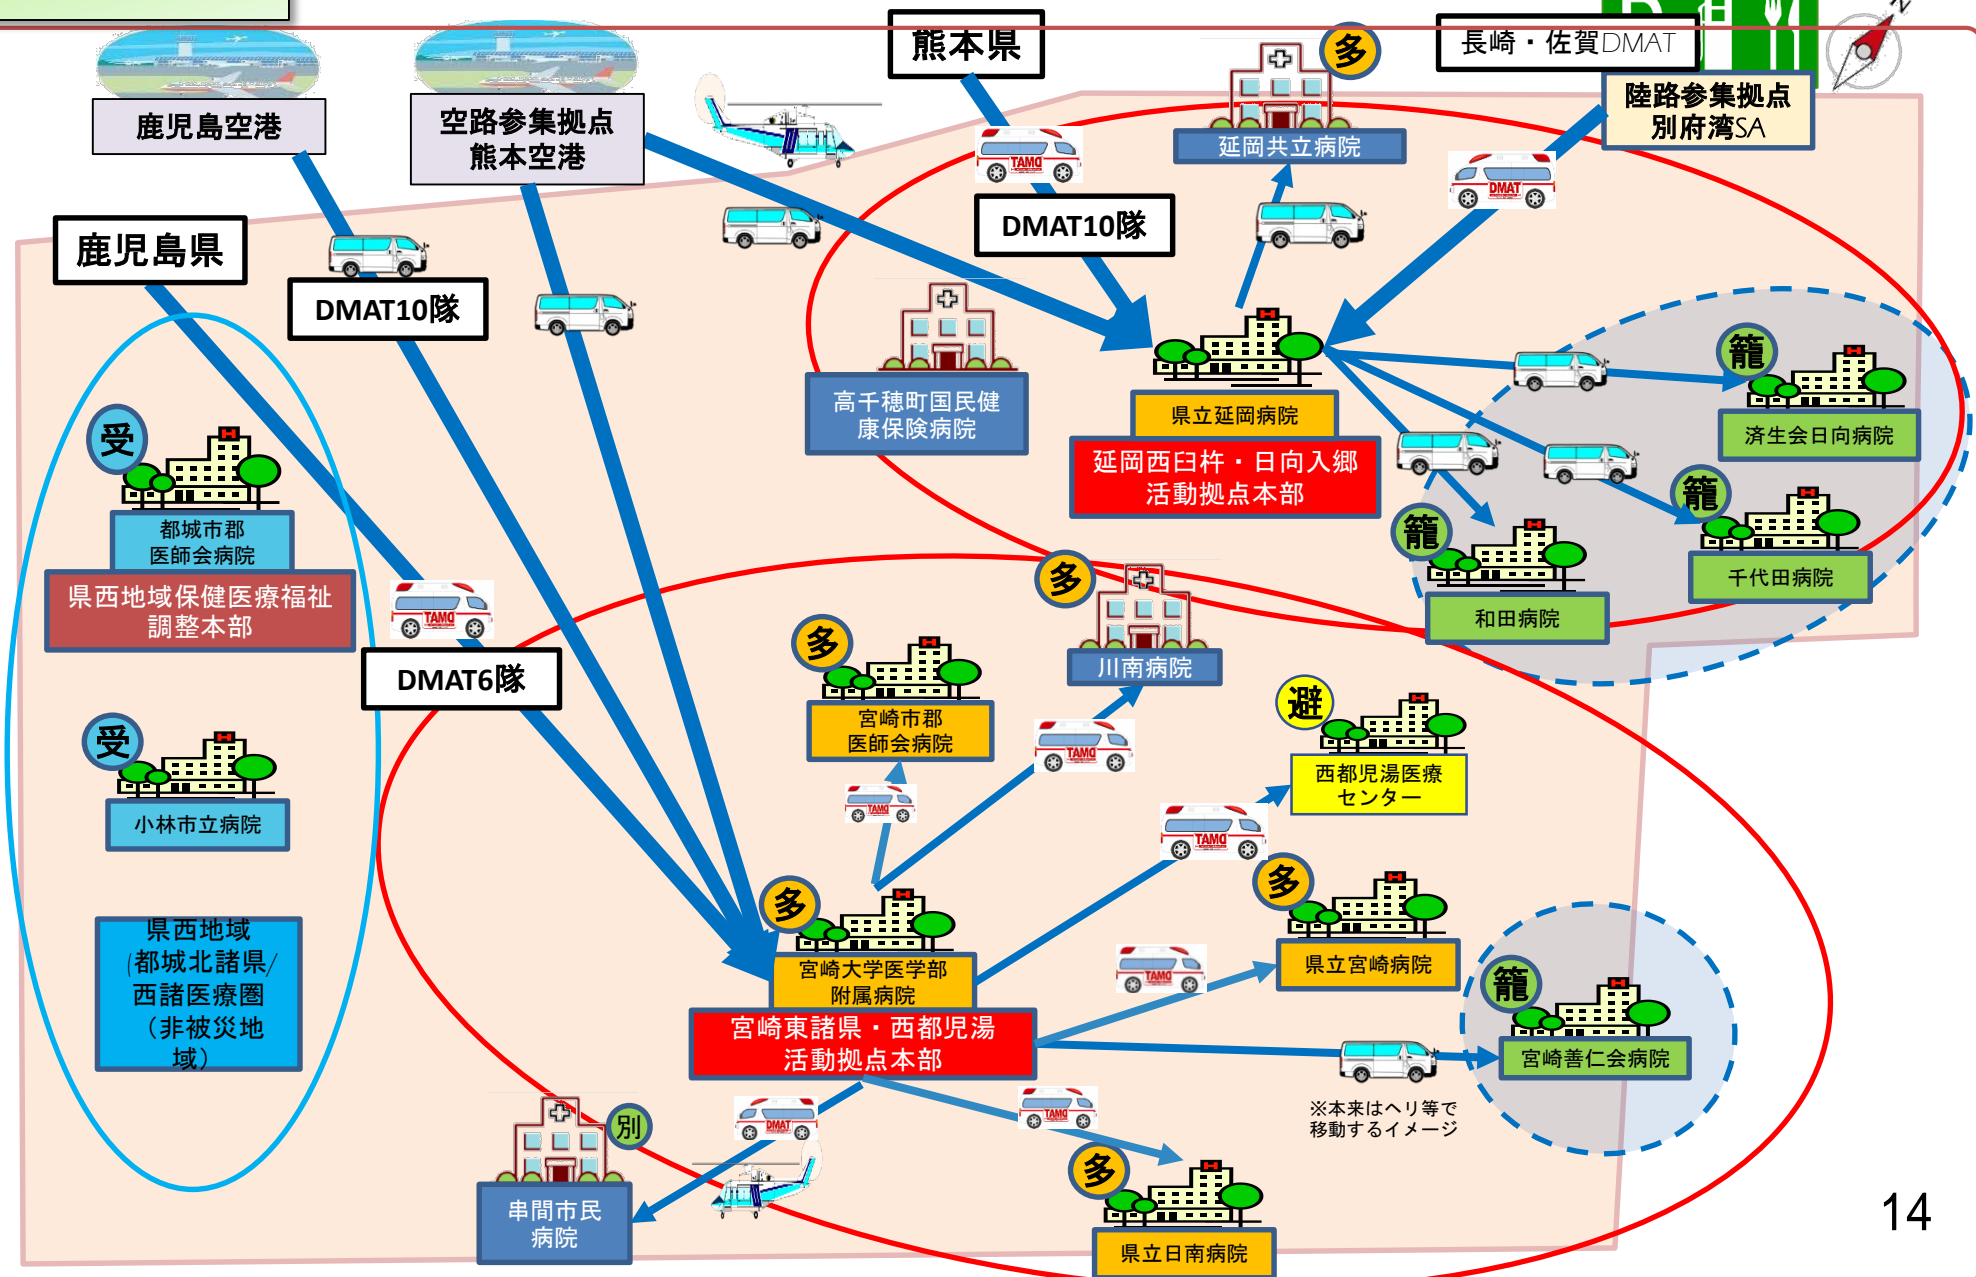 熊本県
多
長崎・佐賀DMAT
N
鹿児島空港
空路参集拠点
熊本空港
陸路参集拠点
別府湾SA
延岡共立病院
DMAT
DMAT
鹿児島県
DMAT10隊
DMAT10隊
高千穂町国民健
康保険病院
県立延岡病院
延岡西臼杵・日向入郷
活動拠点本部
籠
済生会日向病院
籠
千代田病院
籠
和田病院
受
都城市郡
医師会病院
県西地域保健医療福祉
調整本部
DMAT
DMAT6隊
多
川南病院
多
宮崎市郡
医師会病院
DMAT
DMAT
避
西都児湯医療
センター
DMAT
受
小林市立病院
多
宮崎大学医学部
附属病院
宮崎東諸県・西都児湯
活動拠点本部
多
県立宮崎病院
DMAT
籠
宮崎善仁会病院
※本来はヘリ等で
移動するイメージ
県西地域
(都城北諸県/
西諸医療圏
(非被災地
域)
DMAT
DMAT
別
串間市民
病院
多
県立日南病院
14